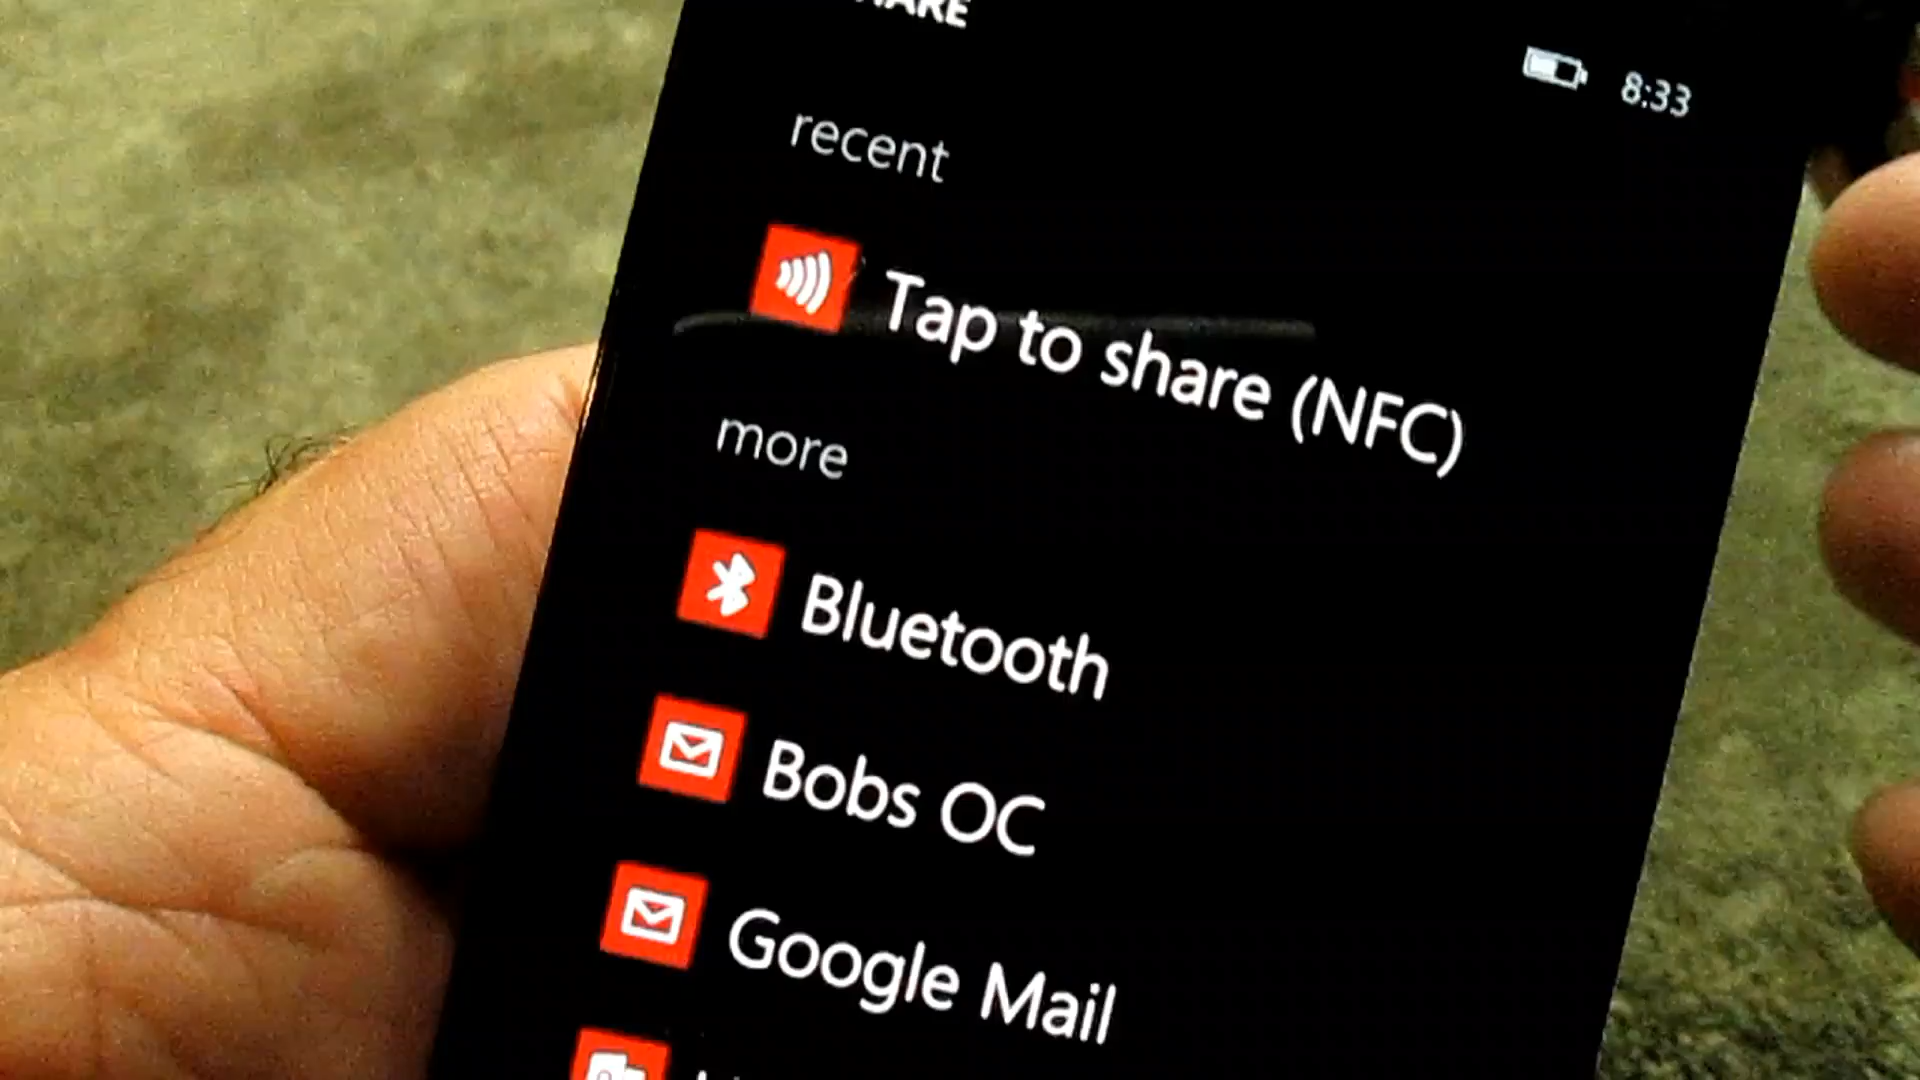 8:33
recent
Tap to share (NFC)
more
Bluetooth
Bobs OC
Google Mail